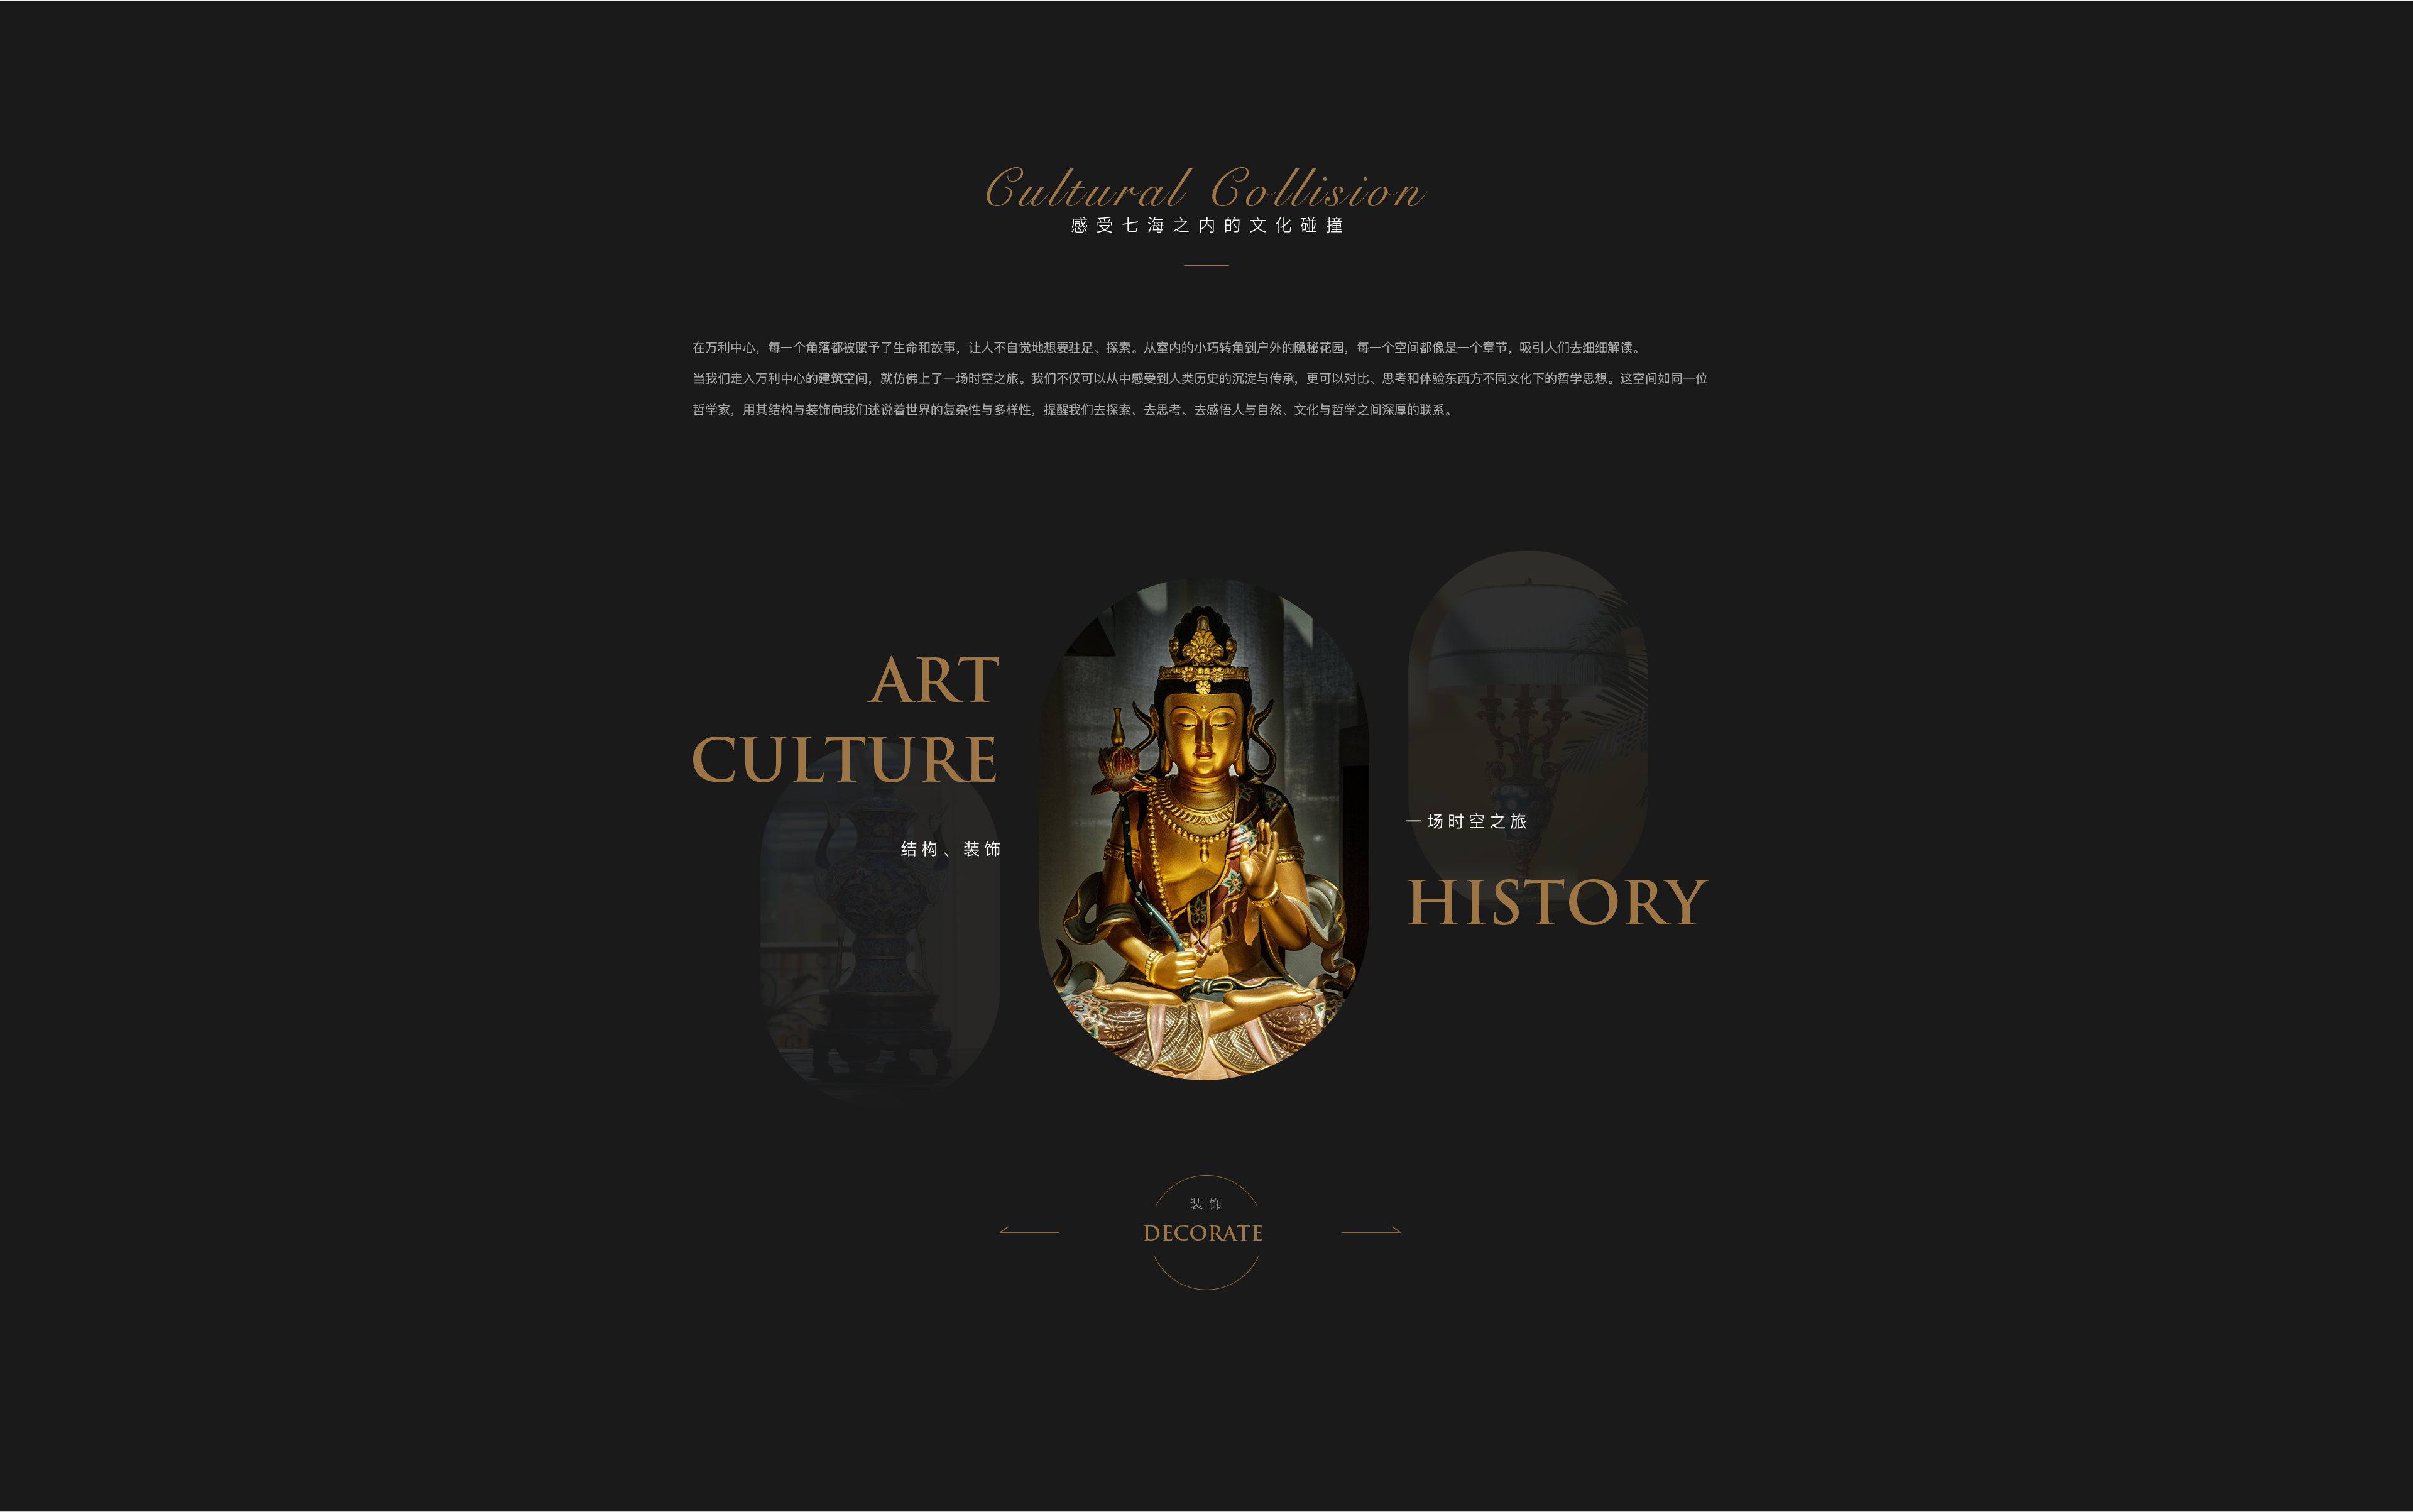 Cultural Collision
感受七海之内的文化碰撞
在万利中心，每一个角落都被赋予了生命和故事，让人不自觉地想要驻足、探索。从室内的小巧转角到户外的隐秘花园，每一个空间都像是一个章节，吸引人们去细细解读。
当我们走入万利中心的建筑空间，就仿佛上了一场时空之旅。我们不仅可以从中感受到人类历史的沉淀与传承，更可以对比、思考和体验东西方不同文化下的哲学思想。这空间如同一位
哲学家，用其结构与装饰向我们述说着世界的复杂性与多样性，提醒我们去探索、去思考、去感悟人与自然、文化与哲学之间深厚的联系。
ART
CULTURE
结构、装饰
一场时空之旅
HISTORY
装饰
DECORATE